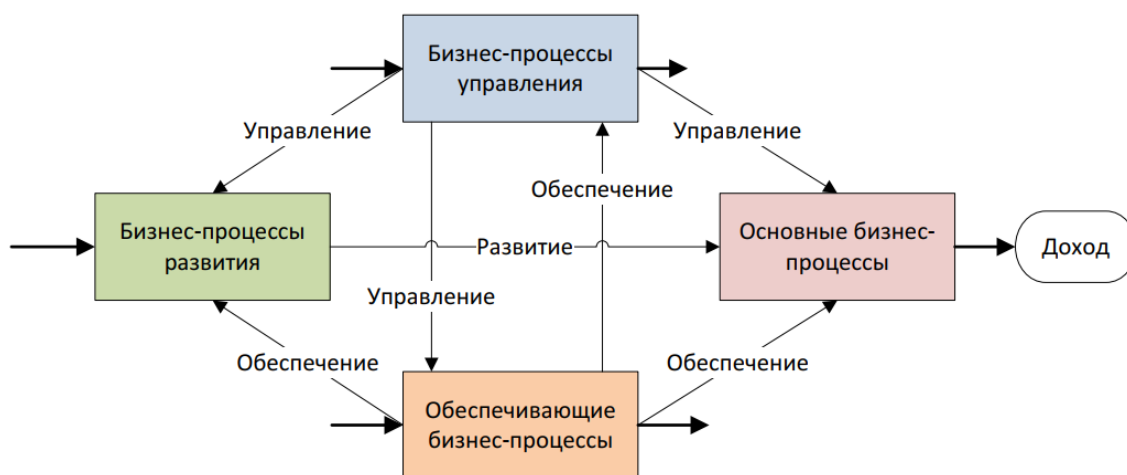 Бизнес-процессы
управления
Управление
Управление
Обеспечение
Бизнес-процессы
развития
Развитие
Основные бизнес-
процессы
Доход
Управление
Обеспечение
Обеспечение
Обеспечивающие
бизнес-процессы